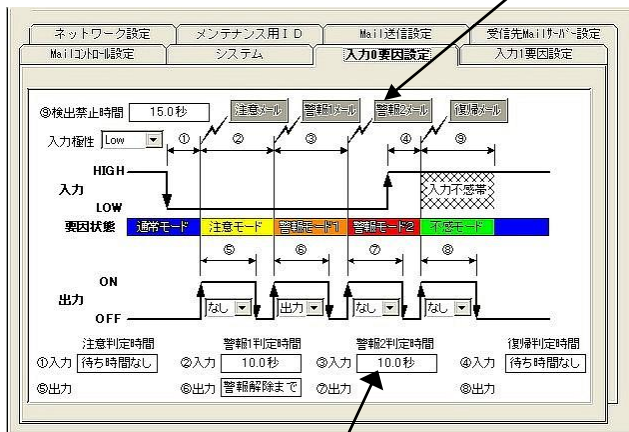 ネットワーク設定 メンテナンス用ＩＤ Mail送信設定 受信先Mailサーバー設定
Mailコントロール設定 システム 入力0要因設定 入力1要因設定
⑨検出禁止時間 15.0秒 注意メール 警報1メール 警報2メール 復帰メール
入力極性 Low ① ② ③ ④ ⑨
HIGH
入力 入力不感帯
LOW
要因状態 通常モード 注意モード 警報モード1 警報モード2 不感モード
⑤ ⑥ ⑦ ⑧
ON
出力 なし 出力 なし なし
OFF
注意判定時間 警報1判定時間 警報2判定時間 復帰判定時間
①入力 待ち時間なし ②入力 10.0秒 ③入力 10.0秒 ④入力 待ち時間なし
⑤出力 ⑥出力 警報解除まで ⑦出力 ⑧出力